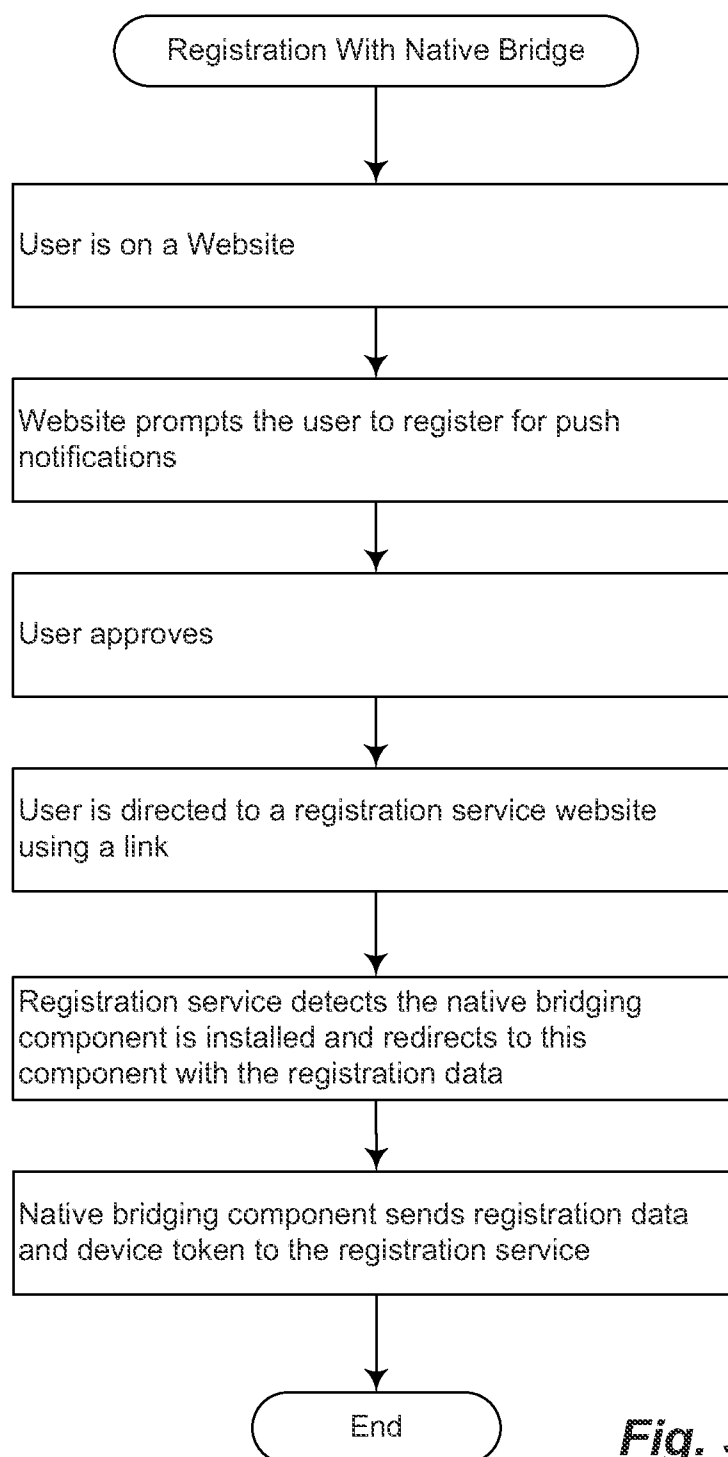 Registration With Native Bridge
User is on a Website
Website prompts the user to register for push
notifications
User approves
User is directed to a registration service website
using a link
Registration service detects the native bridging
component is installed and redirects to this
component with the registration data
Native bridging component sends registration data
and device token to the registration service
End
Fig.